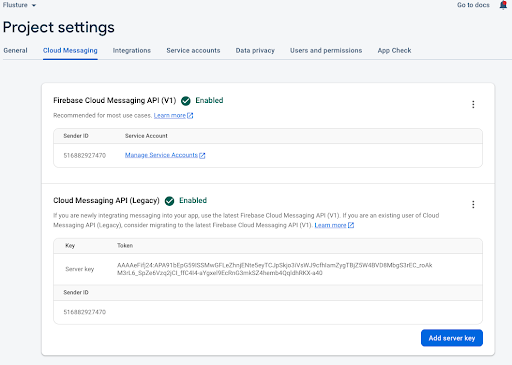 Flusture
Go to docs
Project settings
General Cloud Messaging Integrations Service accounts Data privacy Users and permissions App Check
Firebase Cloud Messaging API (V1) Enabled
Recommended for most use cases. Learn more
Sender ID Service Account
516882927470 Manage Service Accounts
Cloud Messaging API (Legacy) Enabled
If you are newly integrating messaging into your app, use the latest Firebase Cloud Messaging API (V1). If you are an existing user of Cloud
Messaging API (Legacy), consider migrating to the latest Firebase Cloud Messaging API (V1). Learn more
Key Token
Server key
Sender ID
516882927470
Add server key